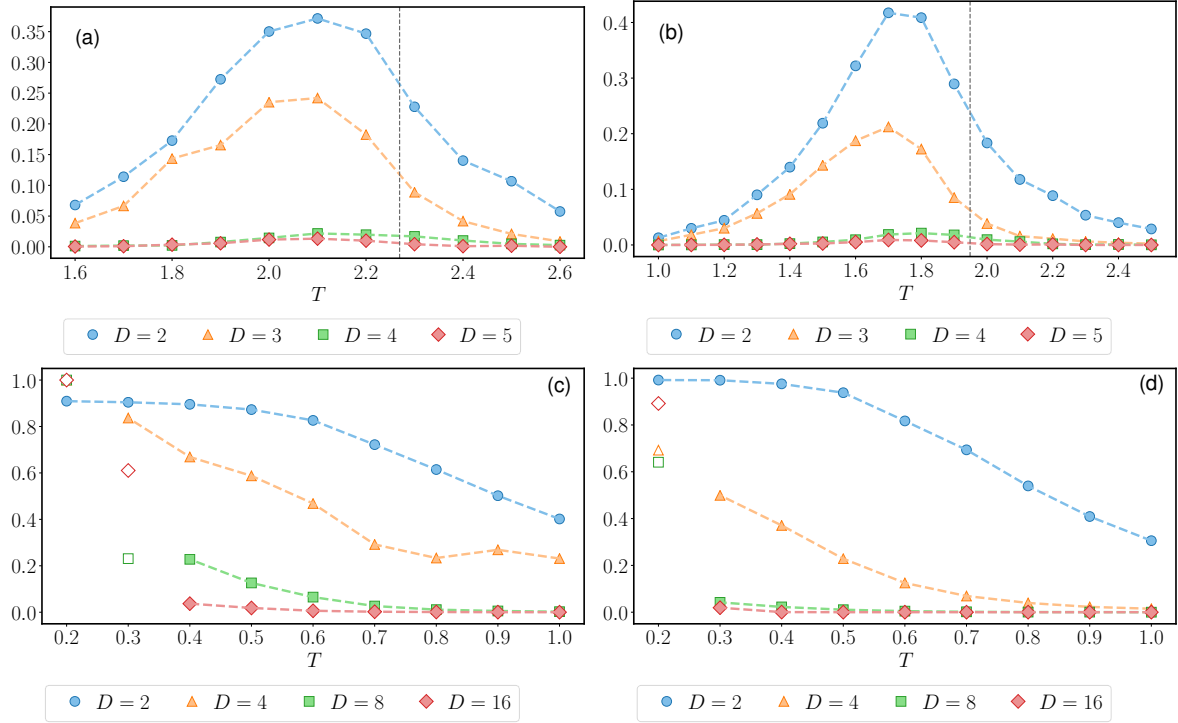 (a)
0.35
0.30
0.25
0.20
0.15
0.10
0.05
0.00
1.6 1.8 2.0 2.2 2.4 2.6
T
D = 2 D = 3 D = 4 D = 5
(b)
0.4
0.3
0.2
0.1
0.0
1.0 1.2 1.4 1.6 1.8 2.0 2.2 2.4
T
D = 2 D = 3 D = 4 D = 5
(c)
1.0
0.8
0.6
0.4
0.2
0.0
0.2 0.3 0.4 0.5 0.6 0.7 0.8 0.9 1.0
T
D = 2 D = 4 D = 8 D = 16
(d)
1.0
0.8
0.6
0.4
0.2
0.0
0.2 0.3 0.4 0.5 0.6 0.7 0.8 0.9 1.0
T
D = 2 D = 4 D = 8 D = 16